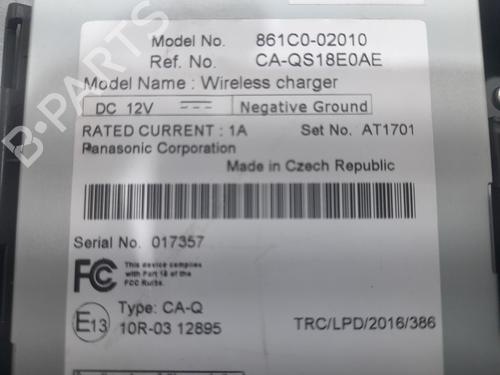 Model No. 861C0-02010
Ref. No. CA-QS18E0AE
Model Name : Wireless charger
DC 12V Negative Ground
RATED CURRENT : 1A Set No. AT1701
Panasonic Corporation
Made in Czech Republic
Serial No. 017357
FC This device complies
with Part 18 of the
FCC Rules.
E13 Type: CA-Q
10R-03 12895
TRC/LPD/2016/386
B-PARTS